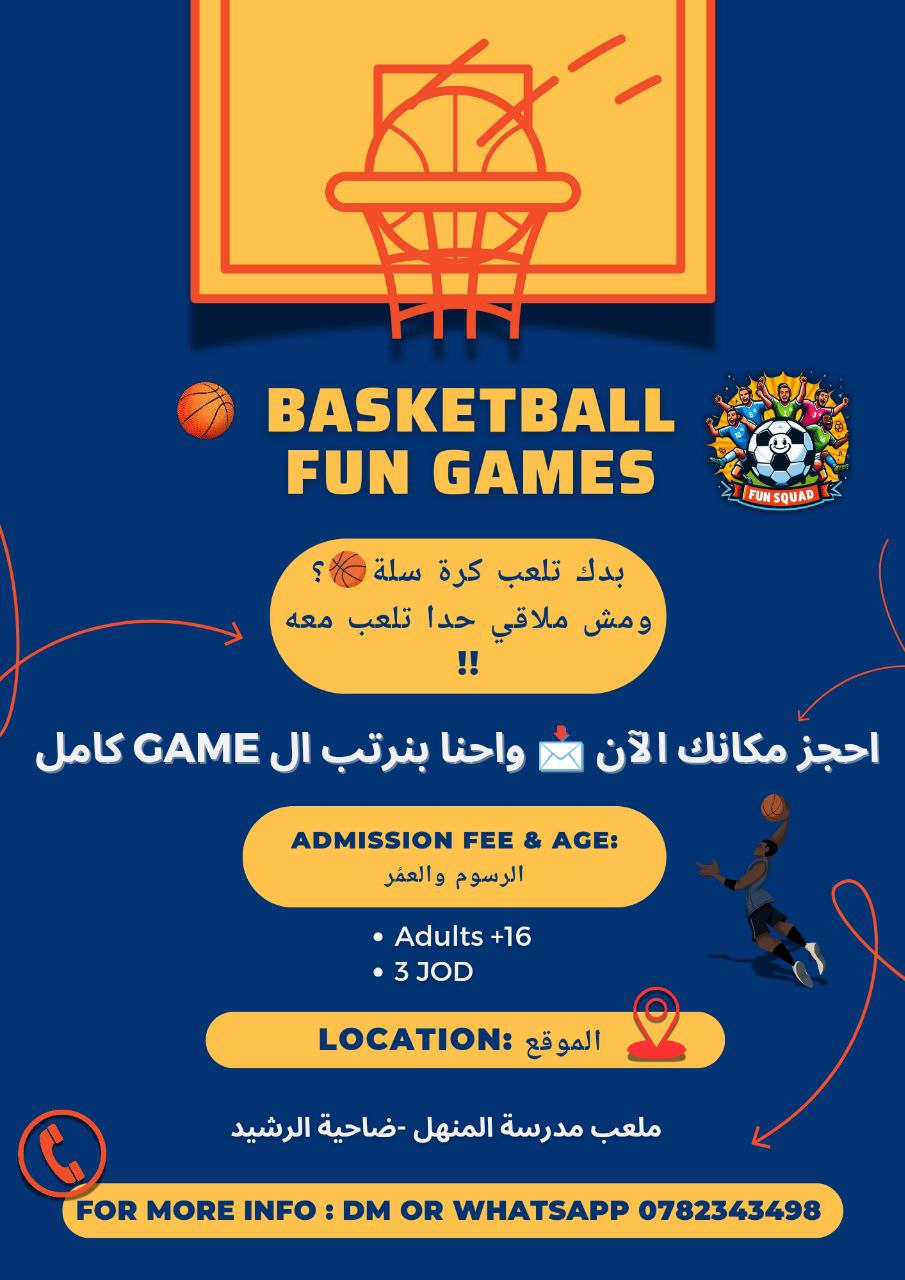 BASKETBALL
FUN GAMES
FUN SQUAD
بدك تلعب كرة سلة🏀؟
ومش ملاقي حدا تلعب معه
!!
احجز مكانك الآن 📩 واحنا بنرتب ال GAME كامل
ADMISSION FEE & AGE:
الرسوم والعمُر
• Adults +16
• 3 JOD
LOCATION: الموقع
ملعب مدرسة المنهل -ضاحية الرشيد
FOR MORE INFO : DM OR WHATSAPP 0782343498